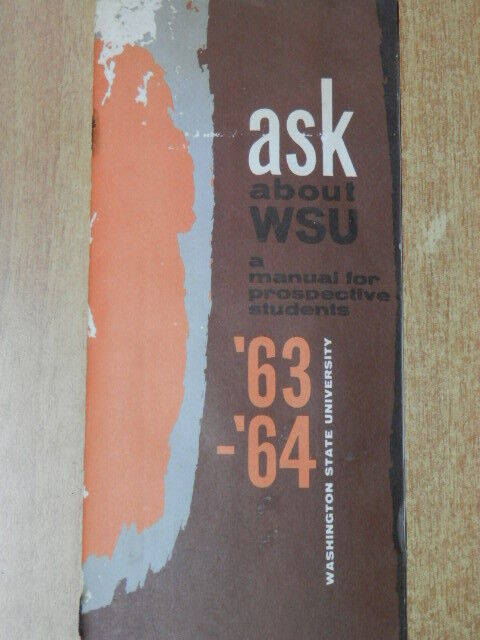 ask
about
WSU
a
manual for
prospective
students
'63
-'64
WASHINGTON STATE UNIVERSITY